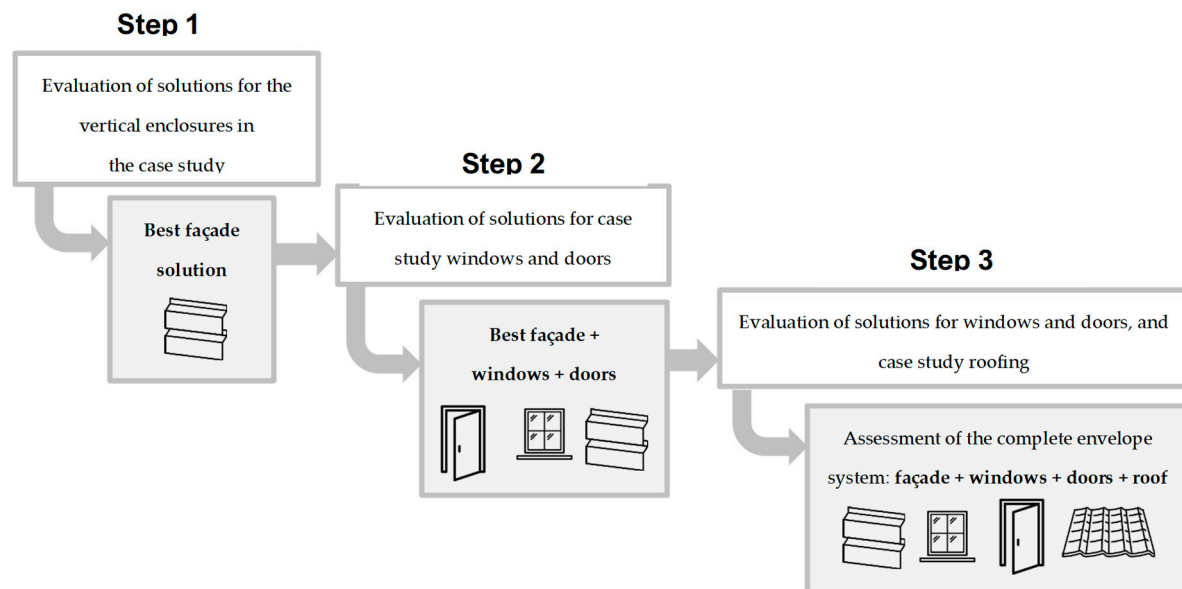 Step 1
Evaluation of solutions for the
vertical enclosures in
the case study
Best façade
solution
Step 2
Evaluation of solutions for case
study windows and doors
Best façade +
windows + doors
Step 3
Evaluation of solutions for windows and doors, and
case study roofing
Assessment of the complete envelope
system: façade + windows + doors + roof